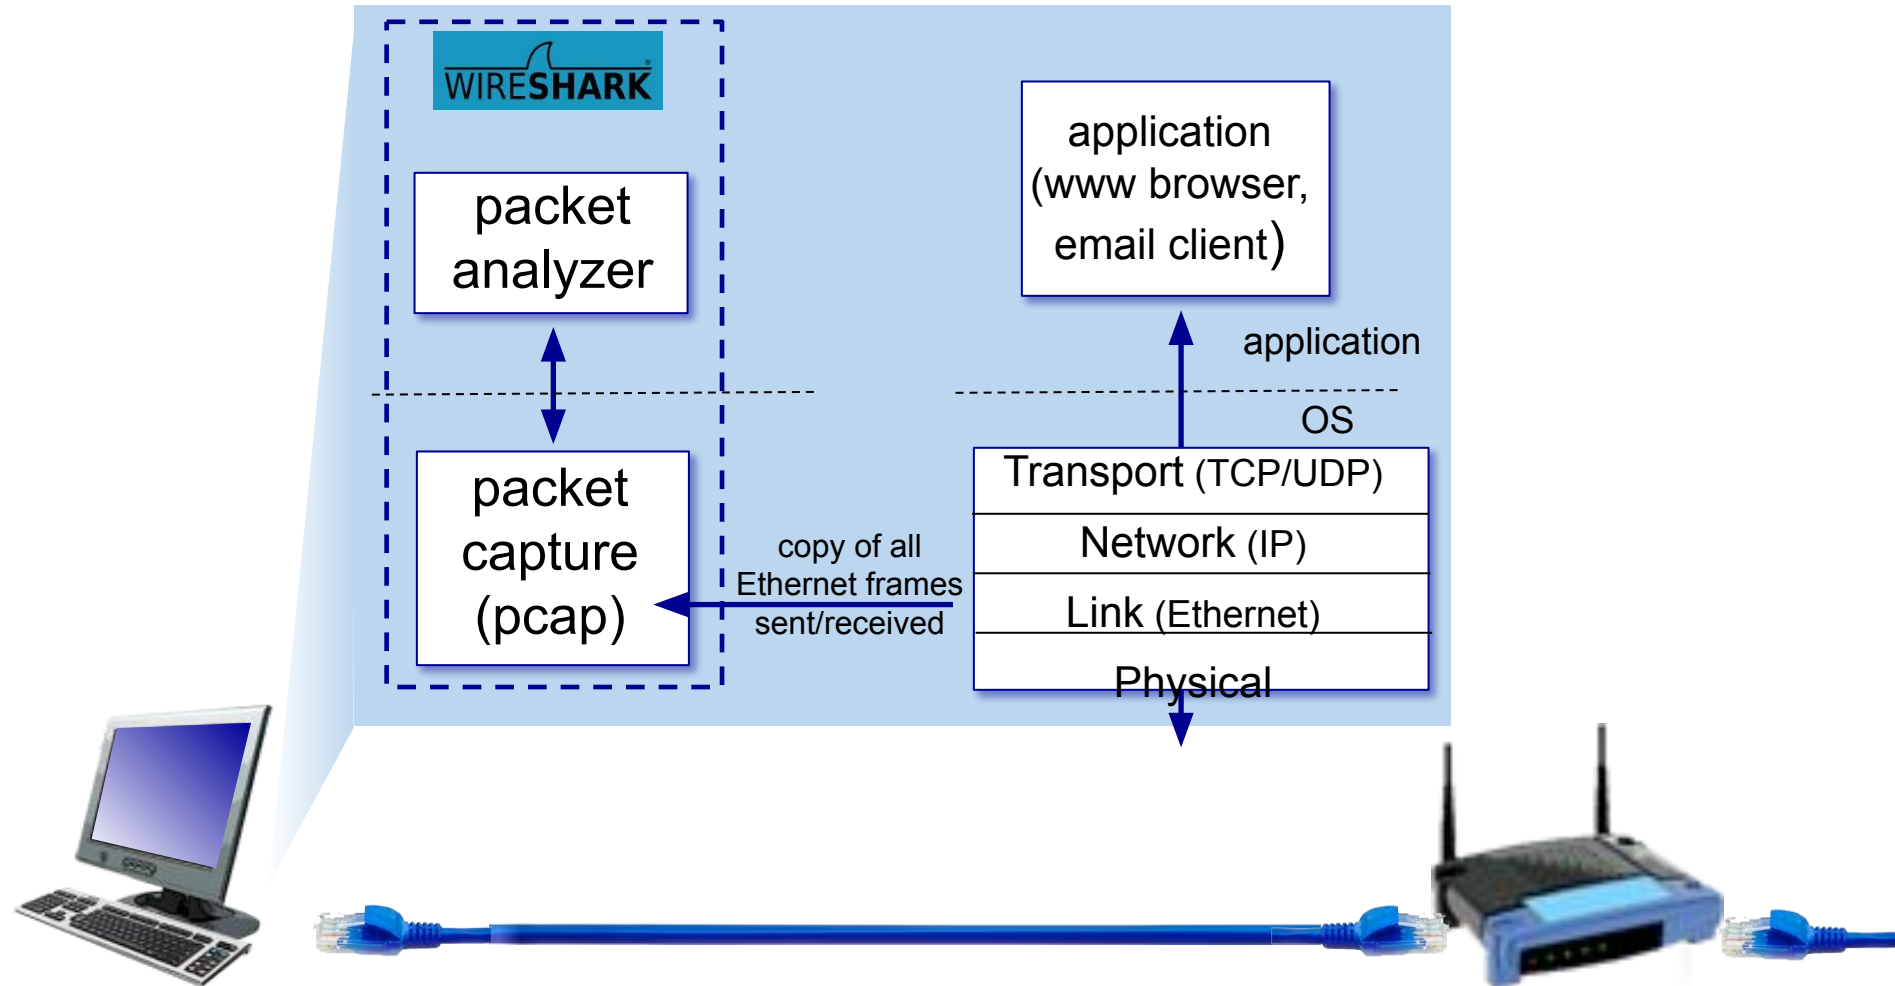 WIRESHARK
®
packet
analyzer
packet
capture
(pcap)
copy of all
Ethernet frames
sent/received
application
(www browser,
email client)
application
OS
Transport (TCP/UDP)
Network (IP)
Link (Ethernet)
Physical